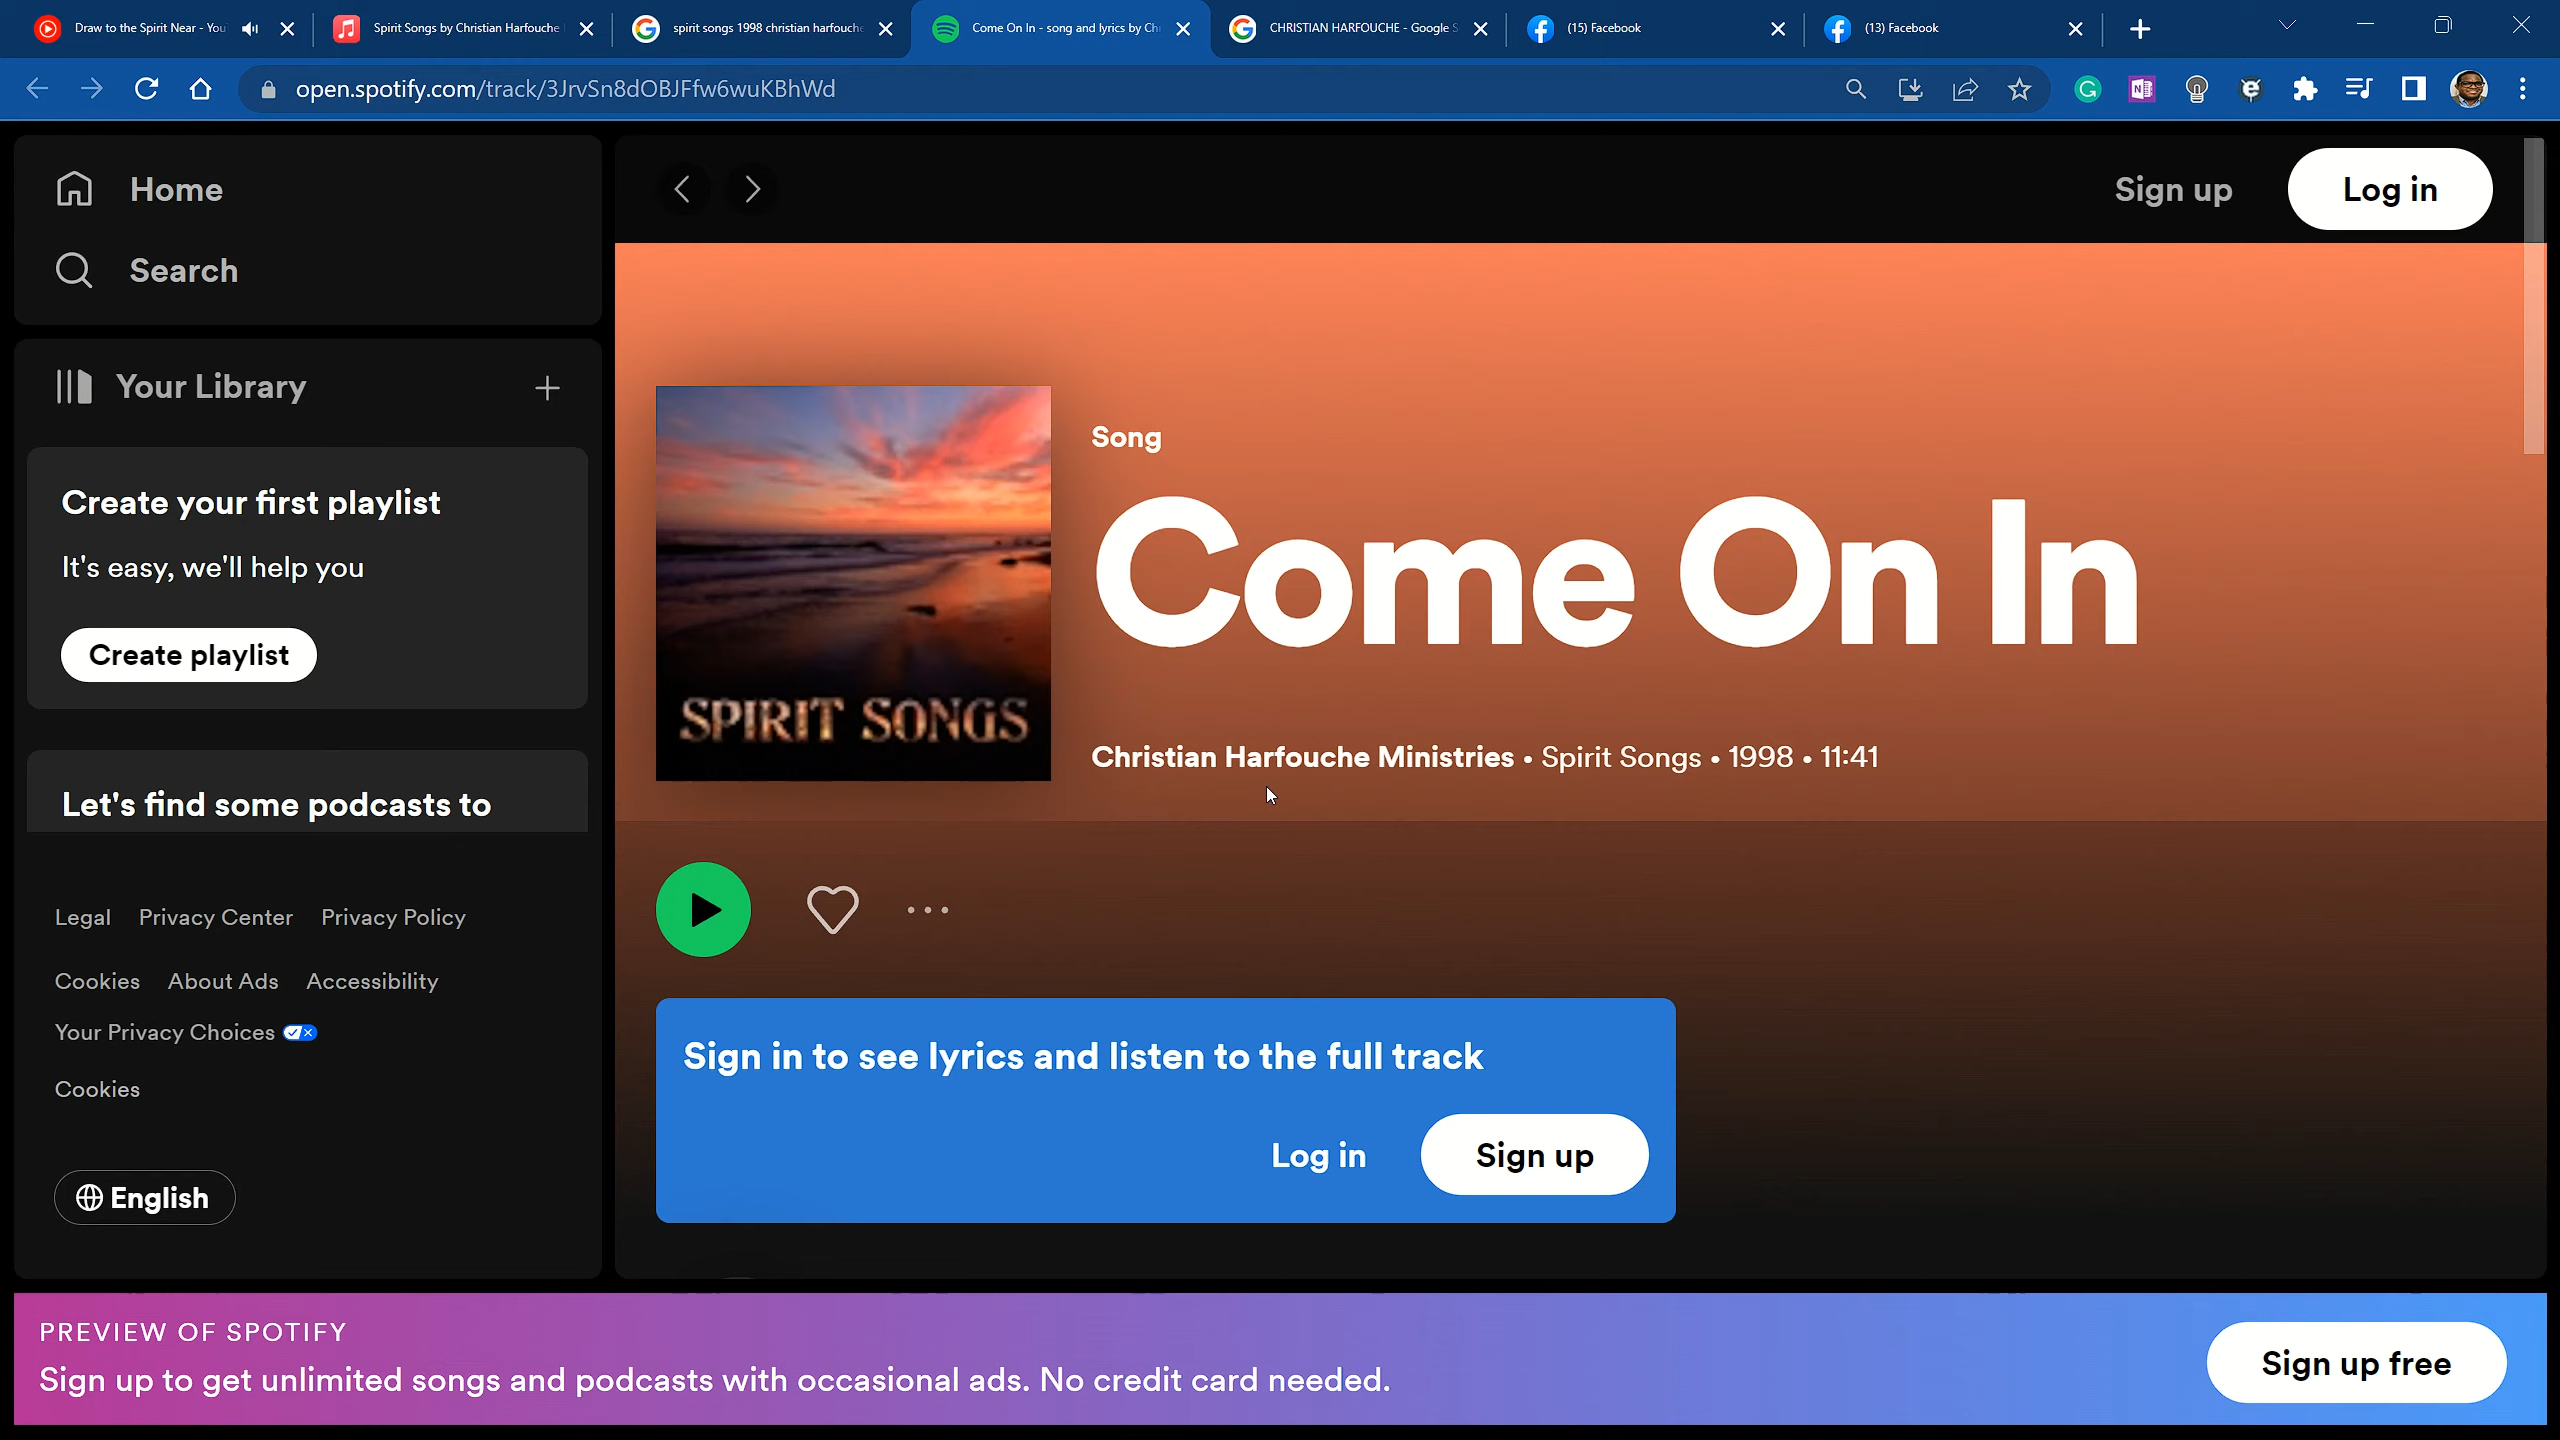 Draw to the Spirit Near - You
Spirit Songs by Christian Harfouche
spirit songs 1998 christian harfouche
Come On In - song and lyrics by Ch
CHRISTIAN HARFOUCHE - Google S
(15) Facebook
(13) Facebook
open.spotify.com/track/3JrvSn8dOBJFfw6wuKBhWd
Home
Search
Your Library
Create your first playlist
It's easy, we'll help you
Create playlist
Let's find some podcasts to
Legal Privacy Center Privacy Policy
Cookies About Ads Accessibility
Your Privacy Choices
Cookies
English
Sign up
Log in
SPIRIT SONGS
Song
Come On In
Christian Harfouche Ministries • Spirit Songs • 1998 • 11:41
Sign in to see lyrics and listen to the full track
Log in
Sign up
PREVIEW OF SPOTIFY
Sign up to get unlimited songs and podcasts with occasional ads. No credit card needed.
Sign up free